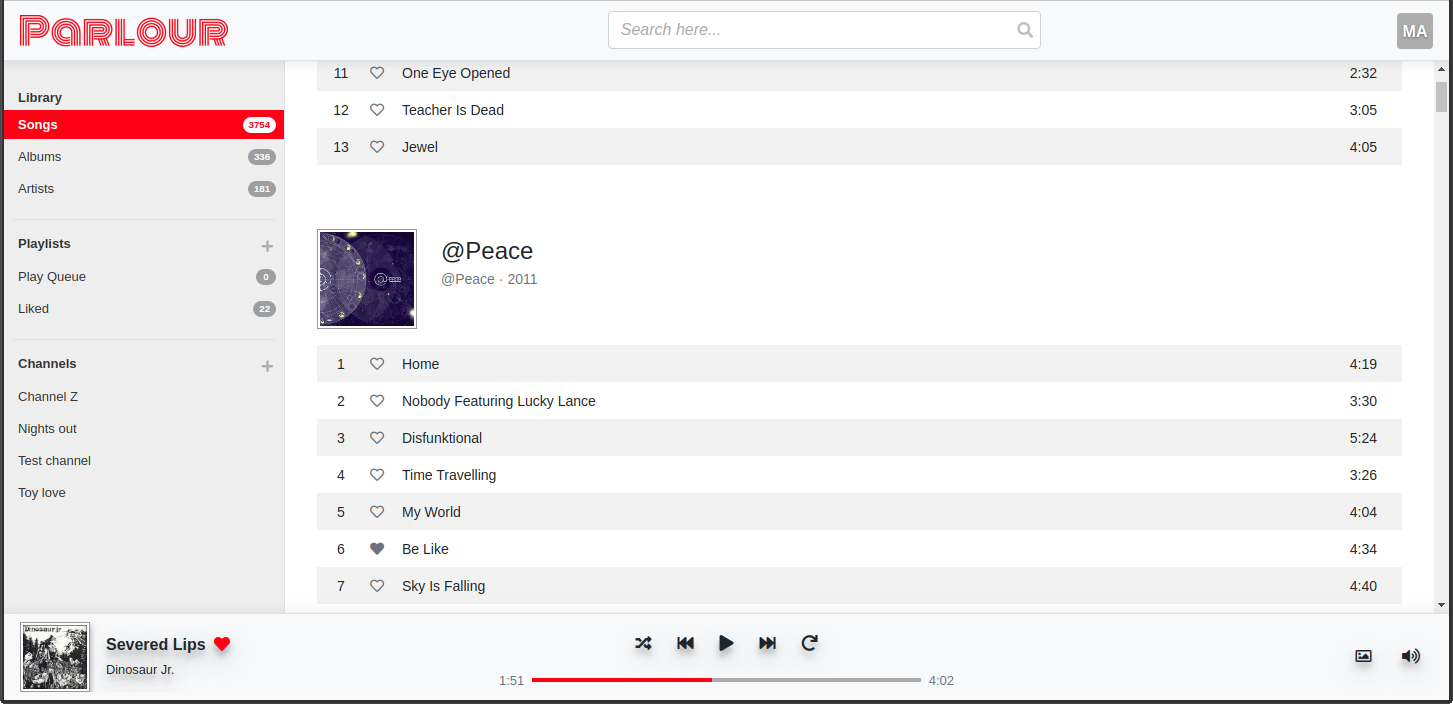 Parlour
Search here...
MA
Library
Songs 3754
Albums 336
Artists 181
Playlists +
Play Queue 0
Liked 22
Channels +
Channel Z
Nights out
Test channel
Toy love
11 One Eye Opened 2:32
12 Teacher Is Dead 3:05
13 Jewel 4:05
@peace
@Peace
@Peace · 2011
1 Home 4:19
2 Nobody Featuring Lucky Lance 3:30
3 Disfunktional 5:24
4 Time Travelling 3:26
5 My World 4:04
6 Be Like 4:34
7 Sky Is Falling 4:40
Dinosaur Jr
Severed Lips
Dinosaur Jr.
1:51 4:02